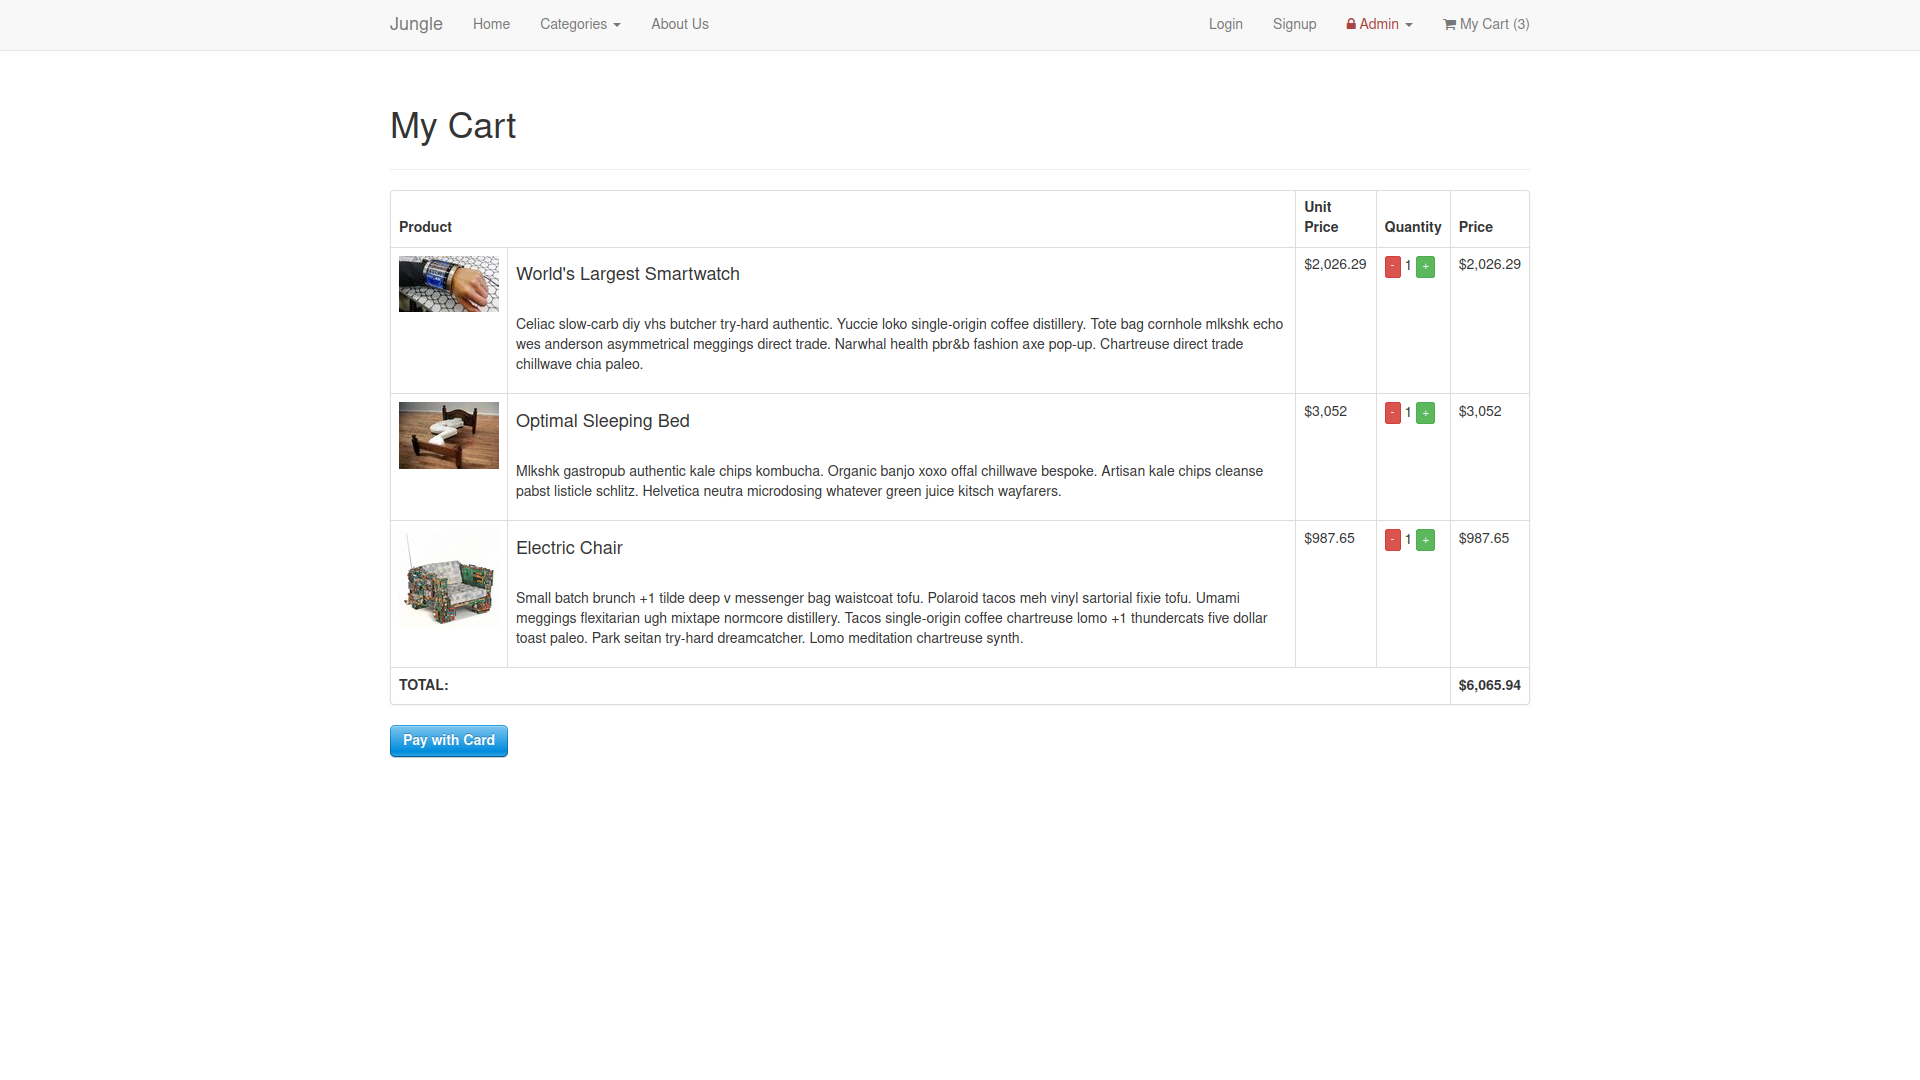 Jungle Home Categories About Us Login Signup Admin My Cart (3)
My Cart
Product Unit Price Quantity Price
World's Largest Smartwatch $2,026.29 - 1 + $2,026.29
Celiac slow-carb diy vhs butcher try-hard authentic. Yuccie loko single-origin coffee distillery. Tote bag cornhole mlkshk echo
wes anderson asymmetrical meggings direct trade. Narwhal health pbr&b fashion axe pop-up. Chartreuse direct trade
chillwave chia paleo.
Optimal Sleeping Bed $3,052 - 1 + $3,052
Mlkshk gastropub authentic kale chips kombucha. Organic banjo xoxo offal chillwave bespoke. Artisan kale chips cleanse
pabst listicle schlitz. Helvetica neutra microdosing whatever green juice kitsch wayfarers.
Electric Chair $987.65 - 1 + $987.65
Small batch brunch +1 tilde deep v messenger bag waistcoat tofu. Polaroid tacos meh vinyl sartorial fixie tofu. Umami
meggings flexitarian ugh mixtape normcore distillery. Tacos single-origin coffee chartreuse lomo +1 thundercats five dollar
toast paleo. Park seitan try-hard dreamcatcher. Lomo meditation chartreuse synth.
TOTAL: $6,065.94
Pay with Card